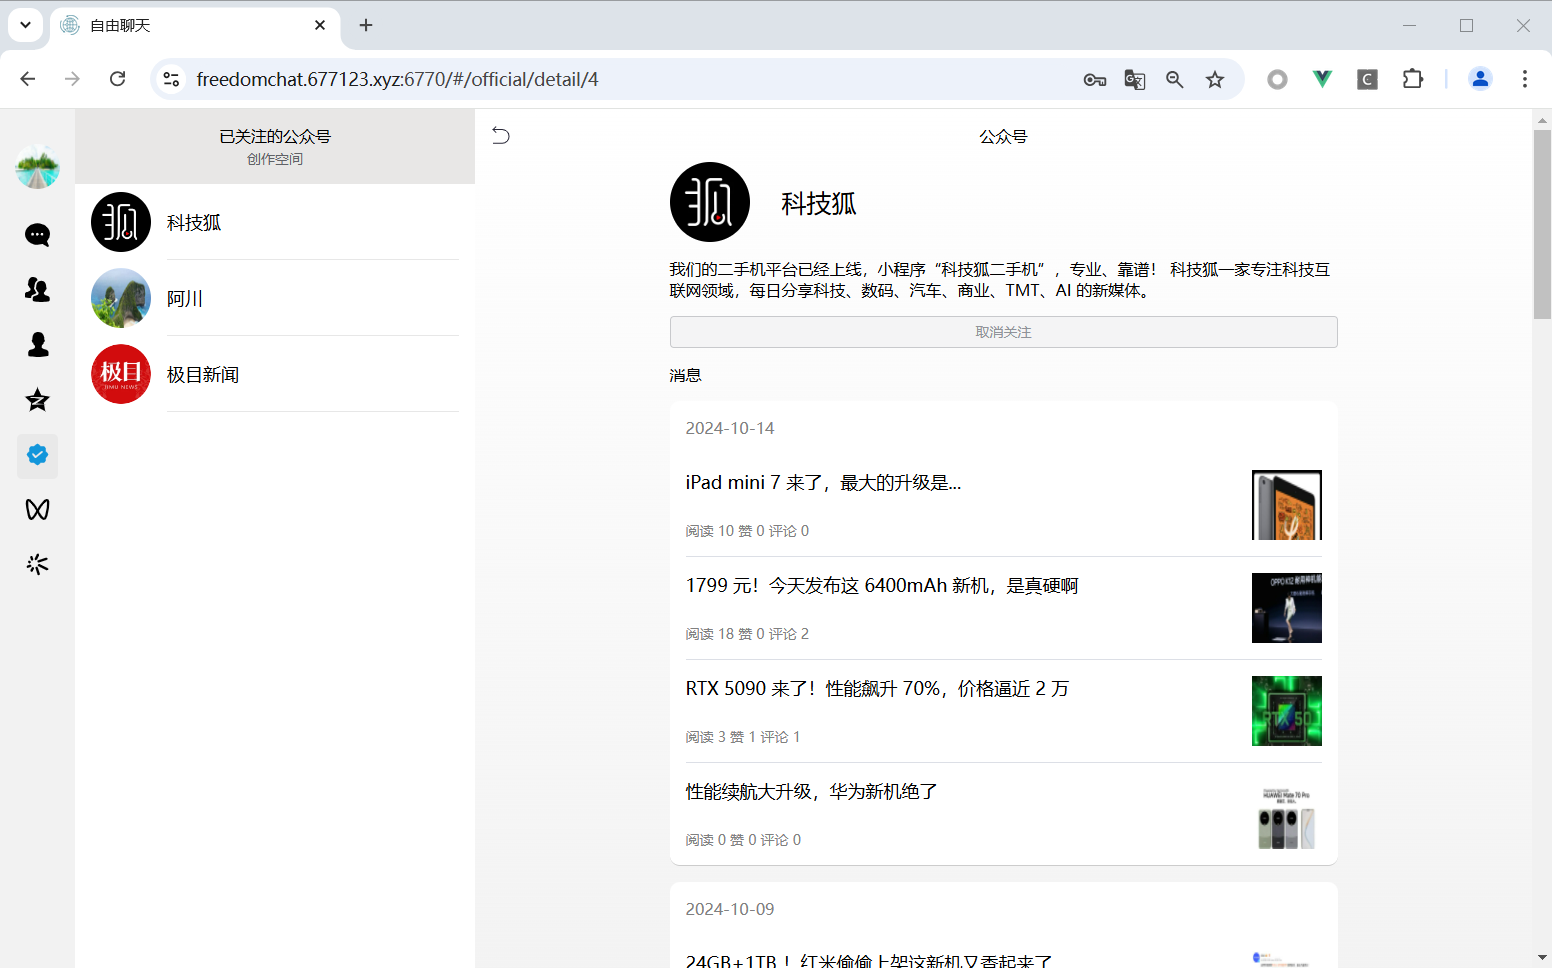 自由聊天
freedomchat.677123.xyz:6770/#/official/detail/4
已关注的公众号
创作空间
科技狐
阿川
极目
JIMU NEWS
极目新闻
公众号
科技狐
我们的二手机平台已经上线，小程序“科技狐二手机”，专业、靠谱！ 科技狐一家专注科技互
联网领域，每日分享科技、数码、汽车、商业、TMT、AI 的新媒体。
取消关注
消息
2024-10-14
iPad mini 7 来了，最大的升级是...
阅读 10 赞 0 评论 0
1799 元！今天发布这 6400mAh 新机，是真硬啊
阅读 18 赞 0 评论 2
RTX 5090 来了！性能飙升 70%，价格逼近 2 万
RTX 50
阅读 3 赞 1 评论 1
性能续航大升级，华为新机绝了
HUAWEI Mate 70 Pro
阅读 0 赞 0 评论 0
2024-10-09
24GB+1TB！红米偷偷上架这新机又香起来了